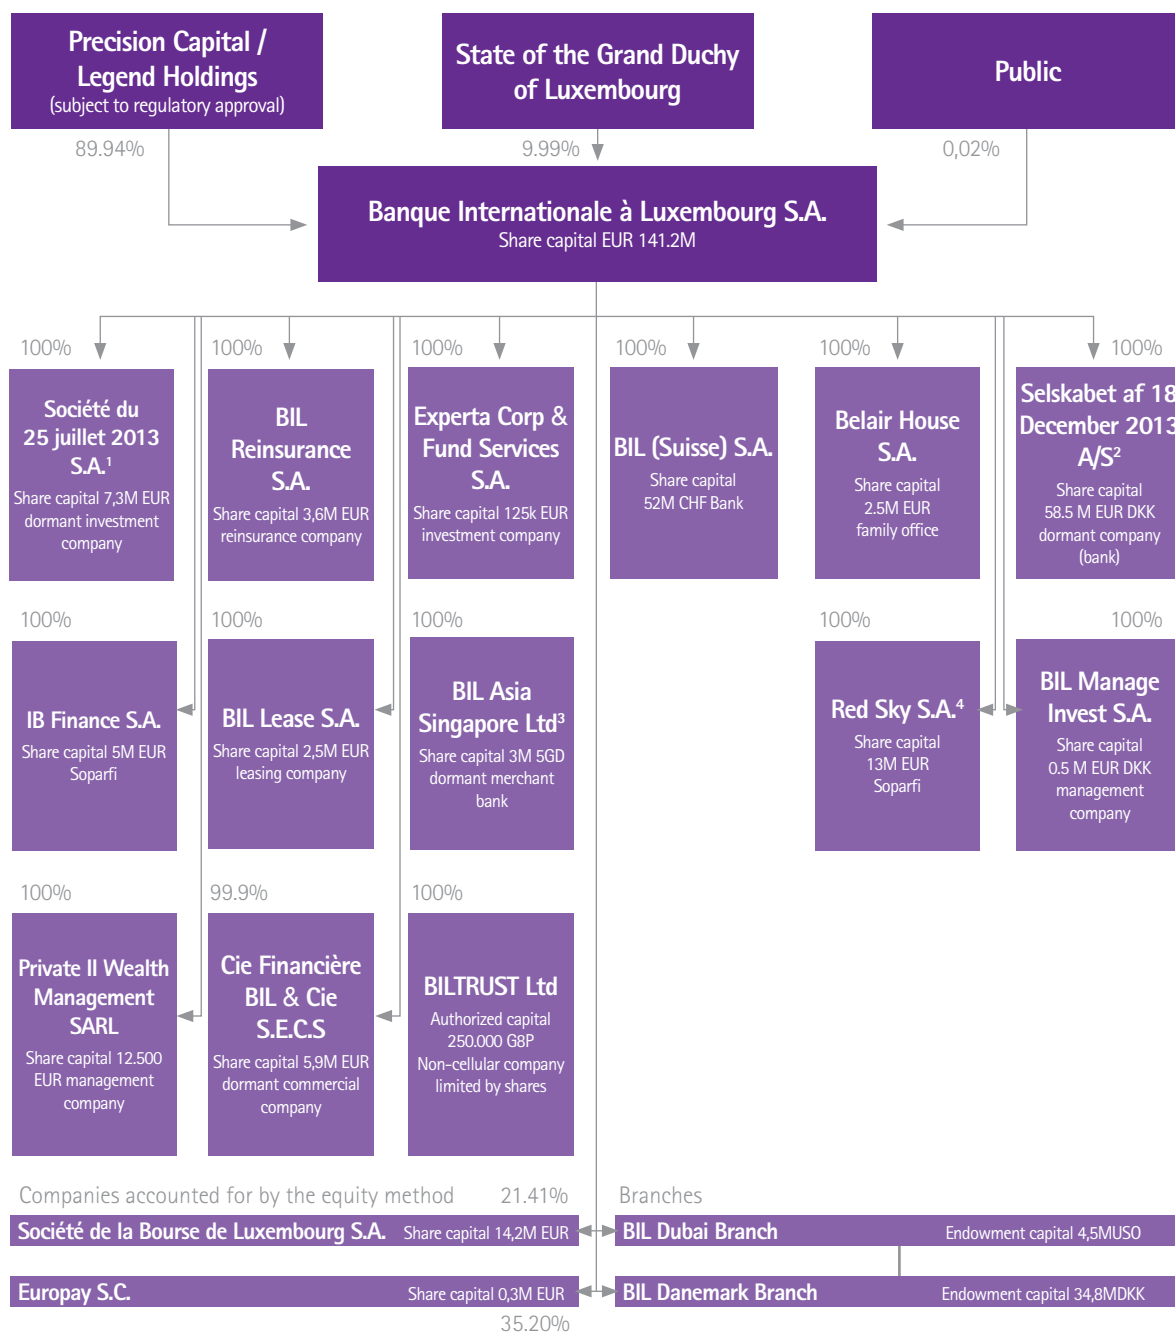 Precision Capital /
Legend Holdings
(subject to regulatory approval)
State of the Grand Duchy
of Luxembourg
Public
89.94%
9.99%
0,02%
Banque Internationale à Luxembourg S.A.
Share capital EUR 141.2M
100%
100%
100%
100%
100%
100%
Société du
25 juillet 2013
S.A.¹
Share capital 7,3M EUR
dormant investment
company
BIL
Reinsurance
S.A.
Share capital 3,6M EUR
reinsurance company
Experta Corp &
Fund Services
S.A.
Share capital 125k EUR
investment company
BIL (Suisse) S.A.
Share capital
52M CHF Bank
Belair House
S.A.
Share capital
2.5M EUR
family office
Selskabet af 18
December 2013
A/S²
Share capital
58.5 M EUR DKK
dormant company
(bank)
100%
100%
100%
100%
100%
IB Finance S.A.
Share capital 5M EUR
Soparfi
BIL Lease S.A.
Share capital 2,5M EUR
leasing company
BIL Asia
Singapore Ltd³
Share capital 3M 5GD
dormant merchant
bank
Red Sky S.A.⁴
Share capital
13M EUR
Soparfi
BIL Manage
Invest S.A.
Share capital
0.5 M EUR DKK
management
company
100%
99.9%
100%
Private II Wealth
Management
SARL
Share capital 12.500
EUR management
company
Cie Financière
BIL & Cie
S.E.C.S
Share capital 5,9M EUR
dormant commercial
company
BILTRUST Ltd
Authorized capital
250.000 G8P
Non-cellular company
limited by shares
Companies accounted for by the equity method 21.41%
Société de la Bourse de Luxembourg S.A. Share capital 14,2M EUR
Europay S.C. Share capital 0,3M EUR
35.20%
Branches
BIL Dubai Branch Endowment capital 4,5MUSO
BIL Danemark Branch Endowment capital 34,8MDKK